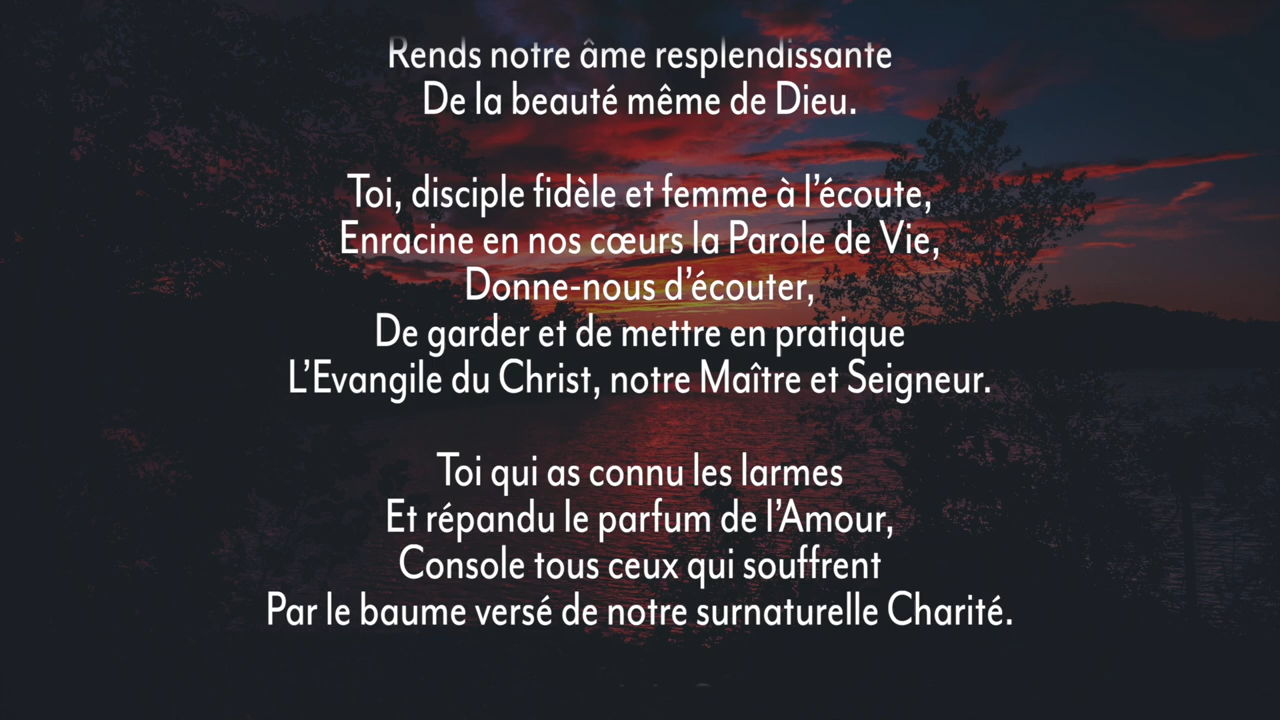 Rends notre âme resplendissante
De la beauté même de Dieu.
Toi, disciple fidèle et femme à l’écoute,
Enracine en nos cœurs la Parole de Vie,
Donne-nous d’écouter,
De garder et de mettre en pratique
L’Evangile du Christ, notre Maître et Seigneur.
Toi qui as connu les larmes
Et répandu le parfum de l’Amour,
Console tous ceux qui souffrent
Par le baume versé de notre surnaturelle Charité.